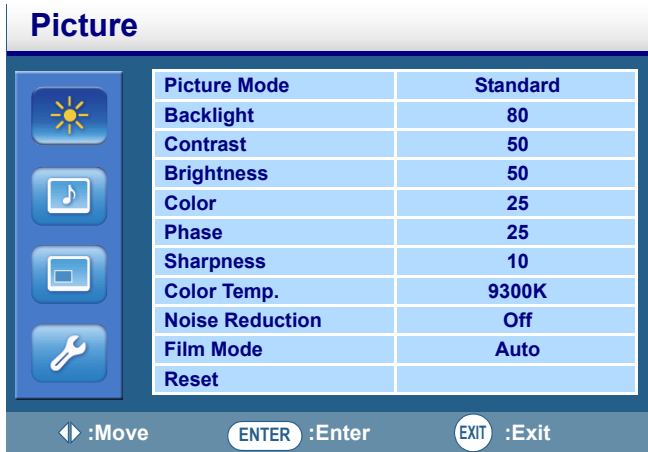 Picture
Picture Mode Standard
Backlight 80
Contrast 50
Brightness 50
Color 25
Phase 25
Sharpness 10
Color Temp. 9300K
Noise Reduction Off
Film Mode Auto
Reset
:Move ENTER :Enter EXIT :Exit